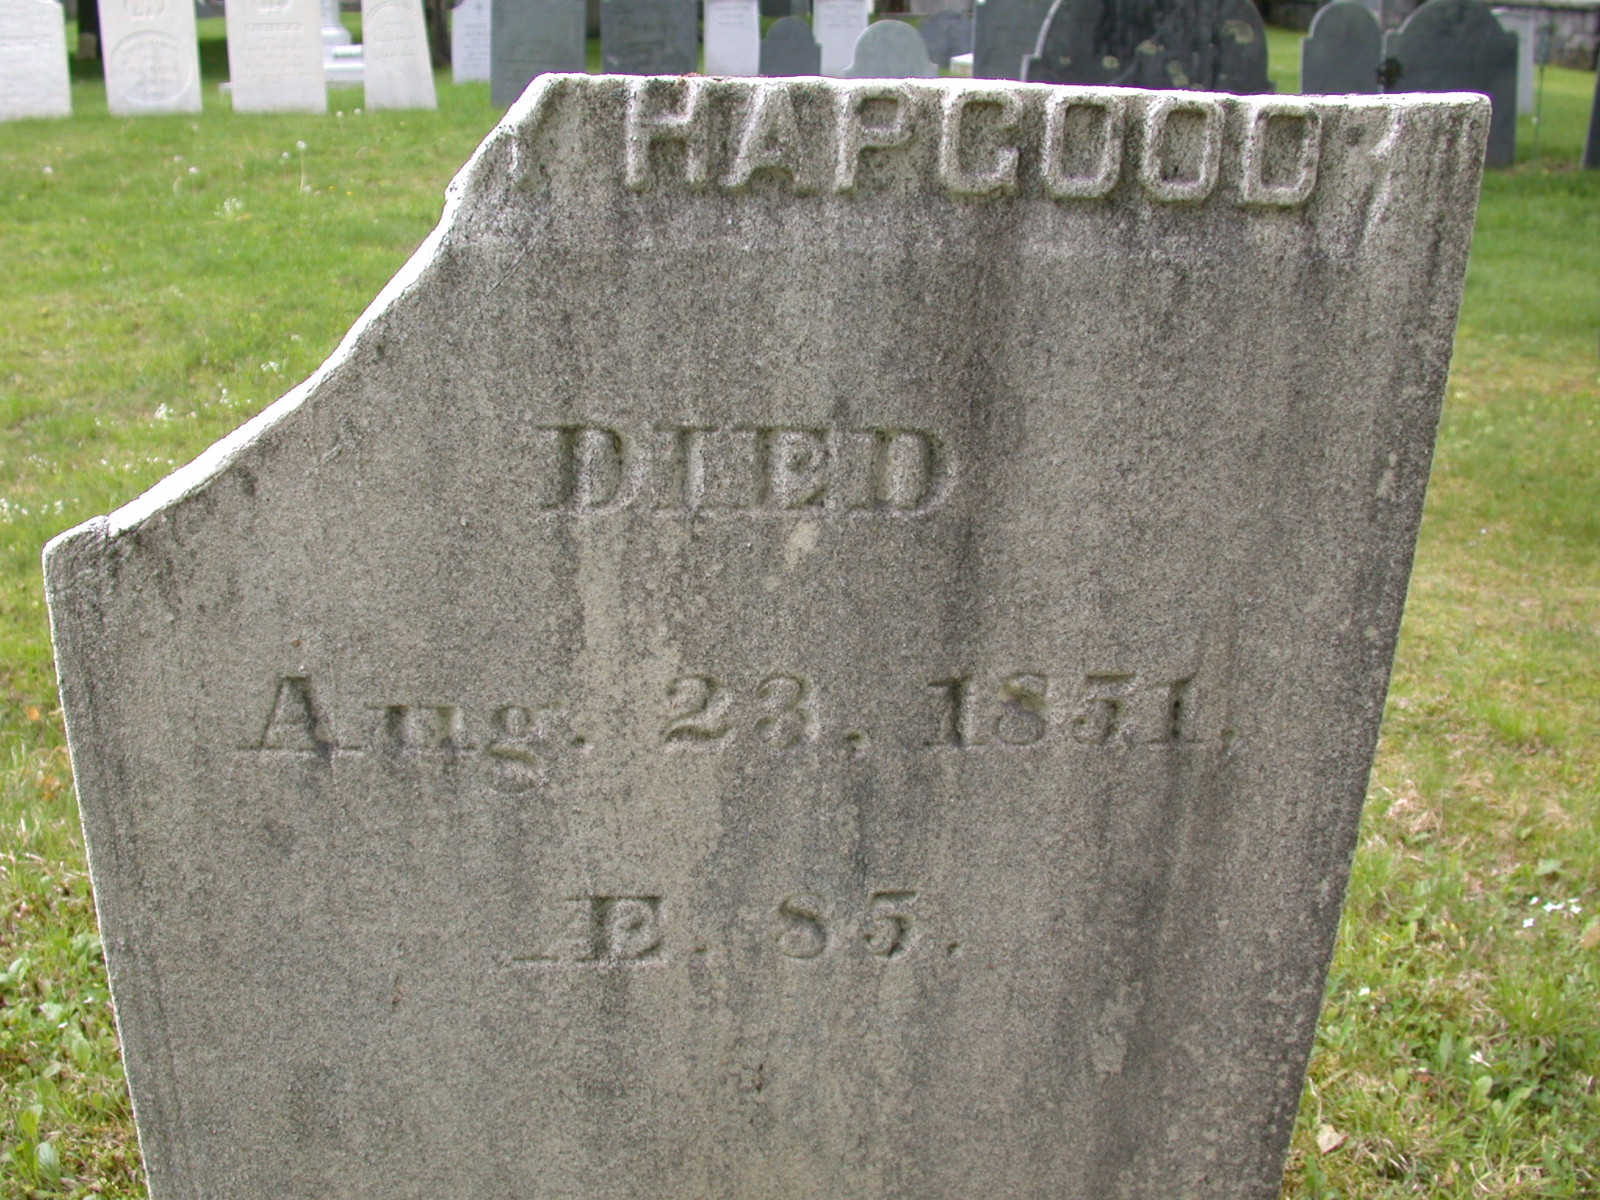 HAPGOOD
DIED
Aug. 23, 1851,
Æ. 85.